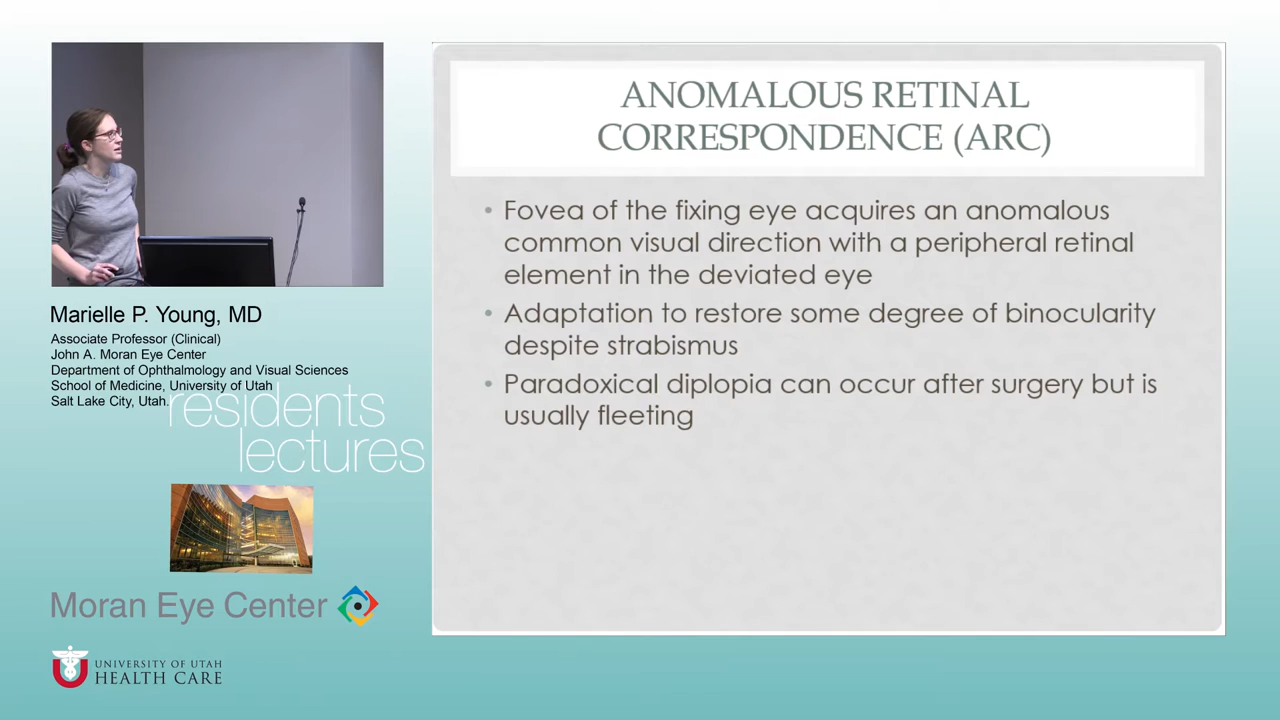 Marielle P. Young, MD
Associate Professor (Clinical)
John A. Moran Eye Center
Department of Ophtalmology and Visual Sciences
School of Medicine, University of Utah
Salt Lake City, Utah.
residents
lectures
Moran Eye Center
UNIVERSITY OF UTAH
HEALTH CARE
ANOMALOUS RETINAL
CORRESPONDENCE (ARC)
• Fovea of the fixing eye acquires an anomalous
common visual direction with a peripheral retinal
element in the deviated eye
• Adaptation to restore some degree of binocularity
despite strabismus
• Paradoxical diplopia can occur after surgery but is
usually fleeting